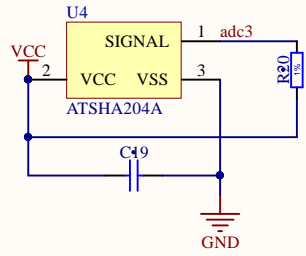 U4
SIGNAL
1
adc3
VCC
2
VCC
VSS
3
R20
1%
ATSHA204A
C19
GND